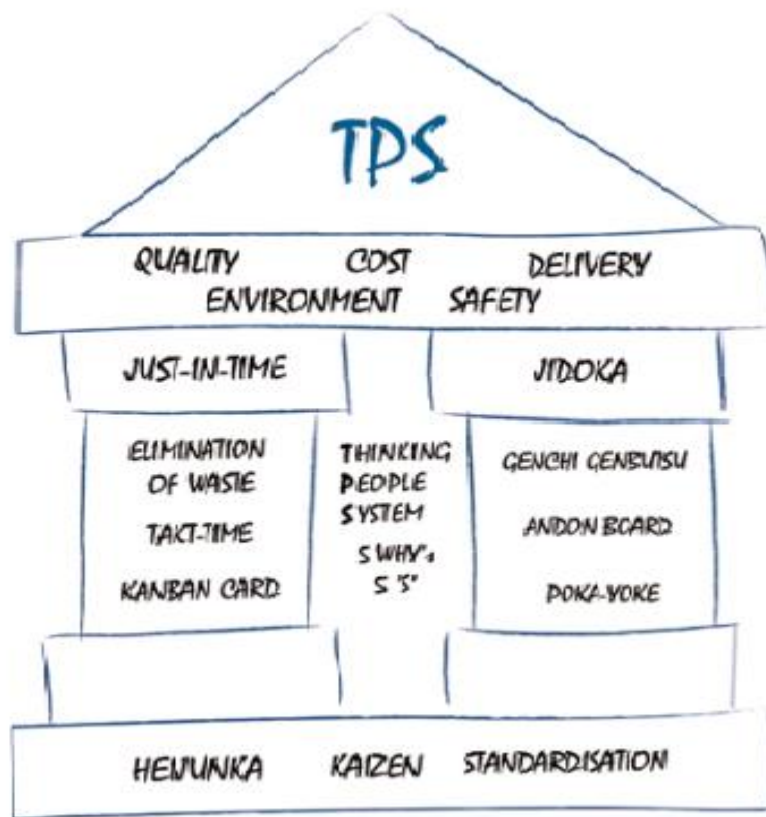 TPS
QUALITY COST DELIVERY
ENVIRONMENT SAFETY
JUST-IN-TIME
JIDOKA
ELIMINATION
OF WASTE
TAKT-TIME
KANBAN CARD
THINKING
PEOPLE
SYSTEM
5 WHY's
5 'S'
GENCHI GENBUTSU
ANDON BOARD
POKA-YOKE
HEIJUNKA KAIZEN STANDARDISATION